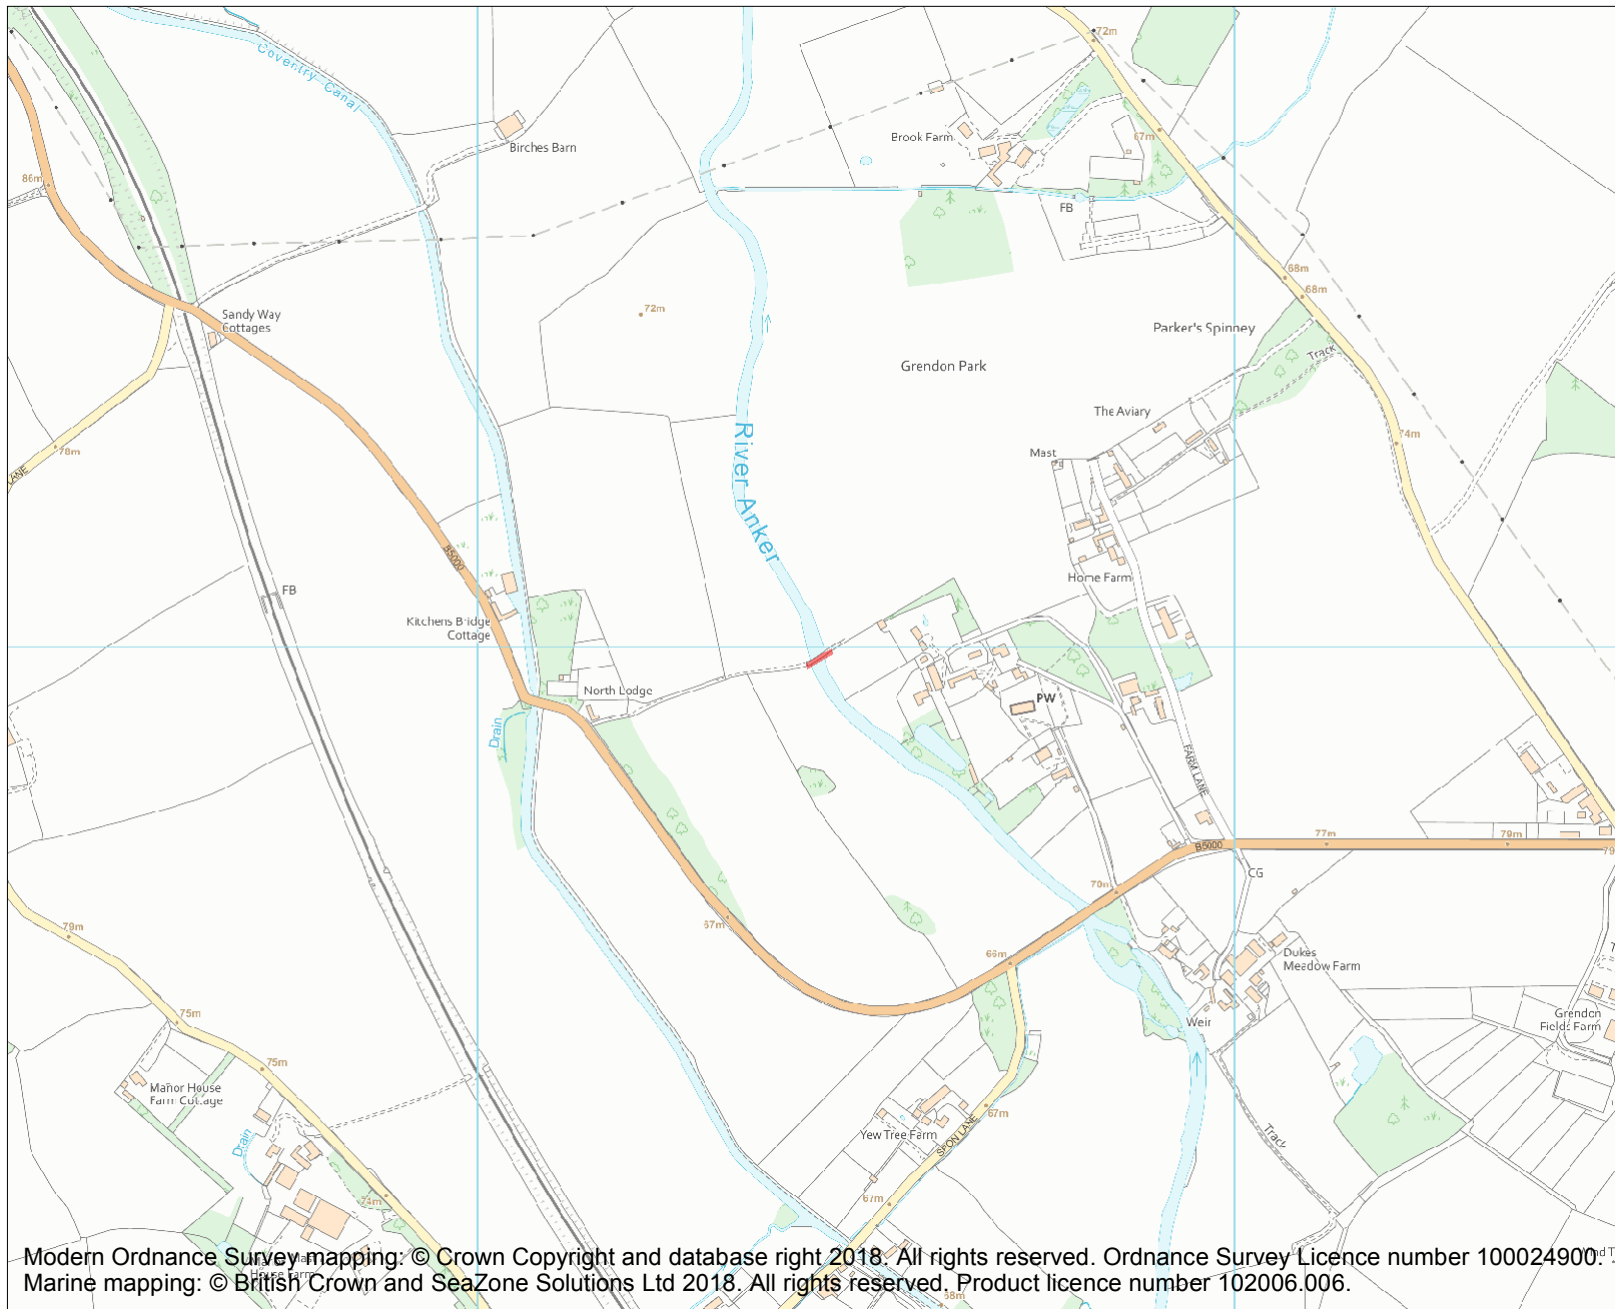 72m
Coventry Canal
Birches Barn
Brook Farm
67m
86m
FB
68m
68m
Sandy Way
Cottages
72m
Parker's Spinney
Track
Grendon Park
The Aviary
74m
78m
LANE
River Anker
Mast
B5000
Home Farm
FB
Kitchens Bridge
Cottage
North Lodge
PW
Drain
FARM LANE
77m
79m
79
B5000
CG
70m
79m
67m
66m
Dukes
Meadow Farm
75m
Weir
Grendon
Fields Farm
75m
Manor House
Farm Cottage
67m
Yew Tree Farm
SPON LANE
Track
Drain
74m
67m
House Farm
68m
Modern Ordnance Survey mapping: © Crown Copyright and database right 2018. All rights reserved. Ordnance Survey Licence number 100024900.
Marine mapping: © British Crown and SeaZone Solutions Ltd 2018. All rights reserved. Product licence number 102006.006.